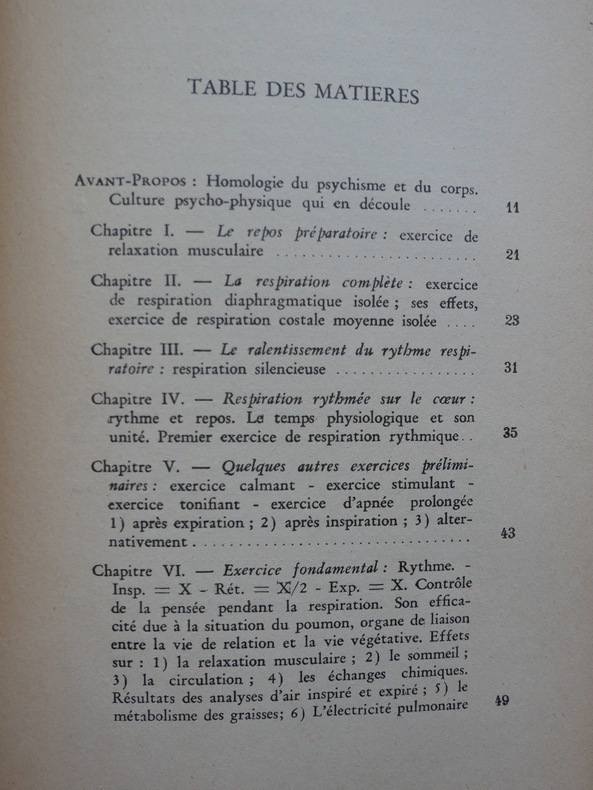 TABLE DES MATIERES
AVANT-PROPOS : Homologie du psychisme et du corps.
Culture psycho-physique qui en découle ....... 11
Chapitre I. — Le repos préparatoire : exercice de
relaxation musculaire ........................ 21
Chapitre II. — La respiration complète : exercice
de respiration diaphragmatique isolée ; ses effets,
exercice de respiration costale moyenne isolée .... 23
Chapitre III. — Le ralentissement du rythme respi-
ratoire : respiration silencieuse ................. 31
Chapitre IV. — Respiration rythmée sur le cœur :
rythme et repos. Le temps physiologique et son
unité. Premier exercice de respiration rythmique.. 35
Chapitre V. — Quelques autres exercices prélimi-
naires : exercice calmant - exercice stimulant -
exercice tonifiant - exercice d'apnée prolongée
1) après expiration ; 2) après inspiration ; 3) alter-
nativement ................................. 43
Chapitre VI. — Exercice fondamental : Rythme. -
Insp. = X - Rét. = X/2 - Exp. = X. Contrôle
de la pensée pendant la respiration. Son effica-
cité due à la situation du poumon, organe de liaison
entre la vie de relation et la vie végétative. Effets
sur : 1) la relaxation musculaire ; 2) le sommeil ;
3) la circulation ; 4) les échanges chimiques.
Résultats des analyses d'air inspiré et expiré ; 5) le
métabolisme des graisses; 6) L'électricité pulmonaire 49